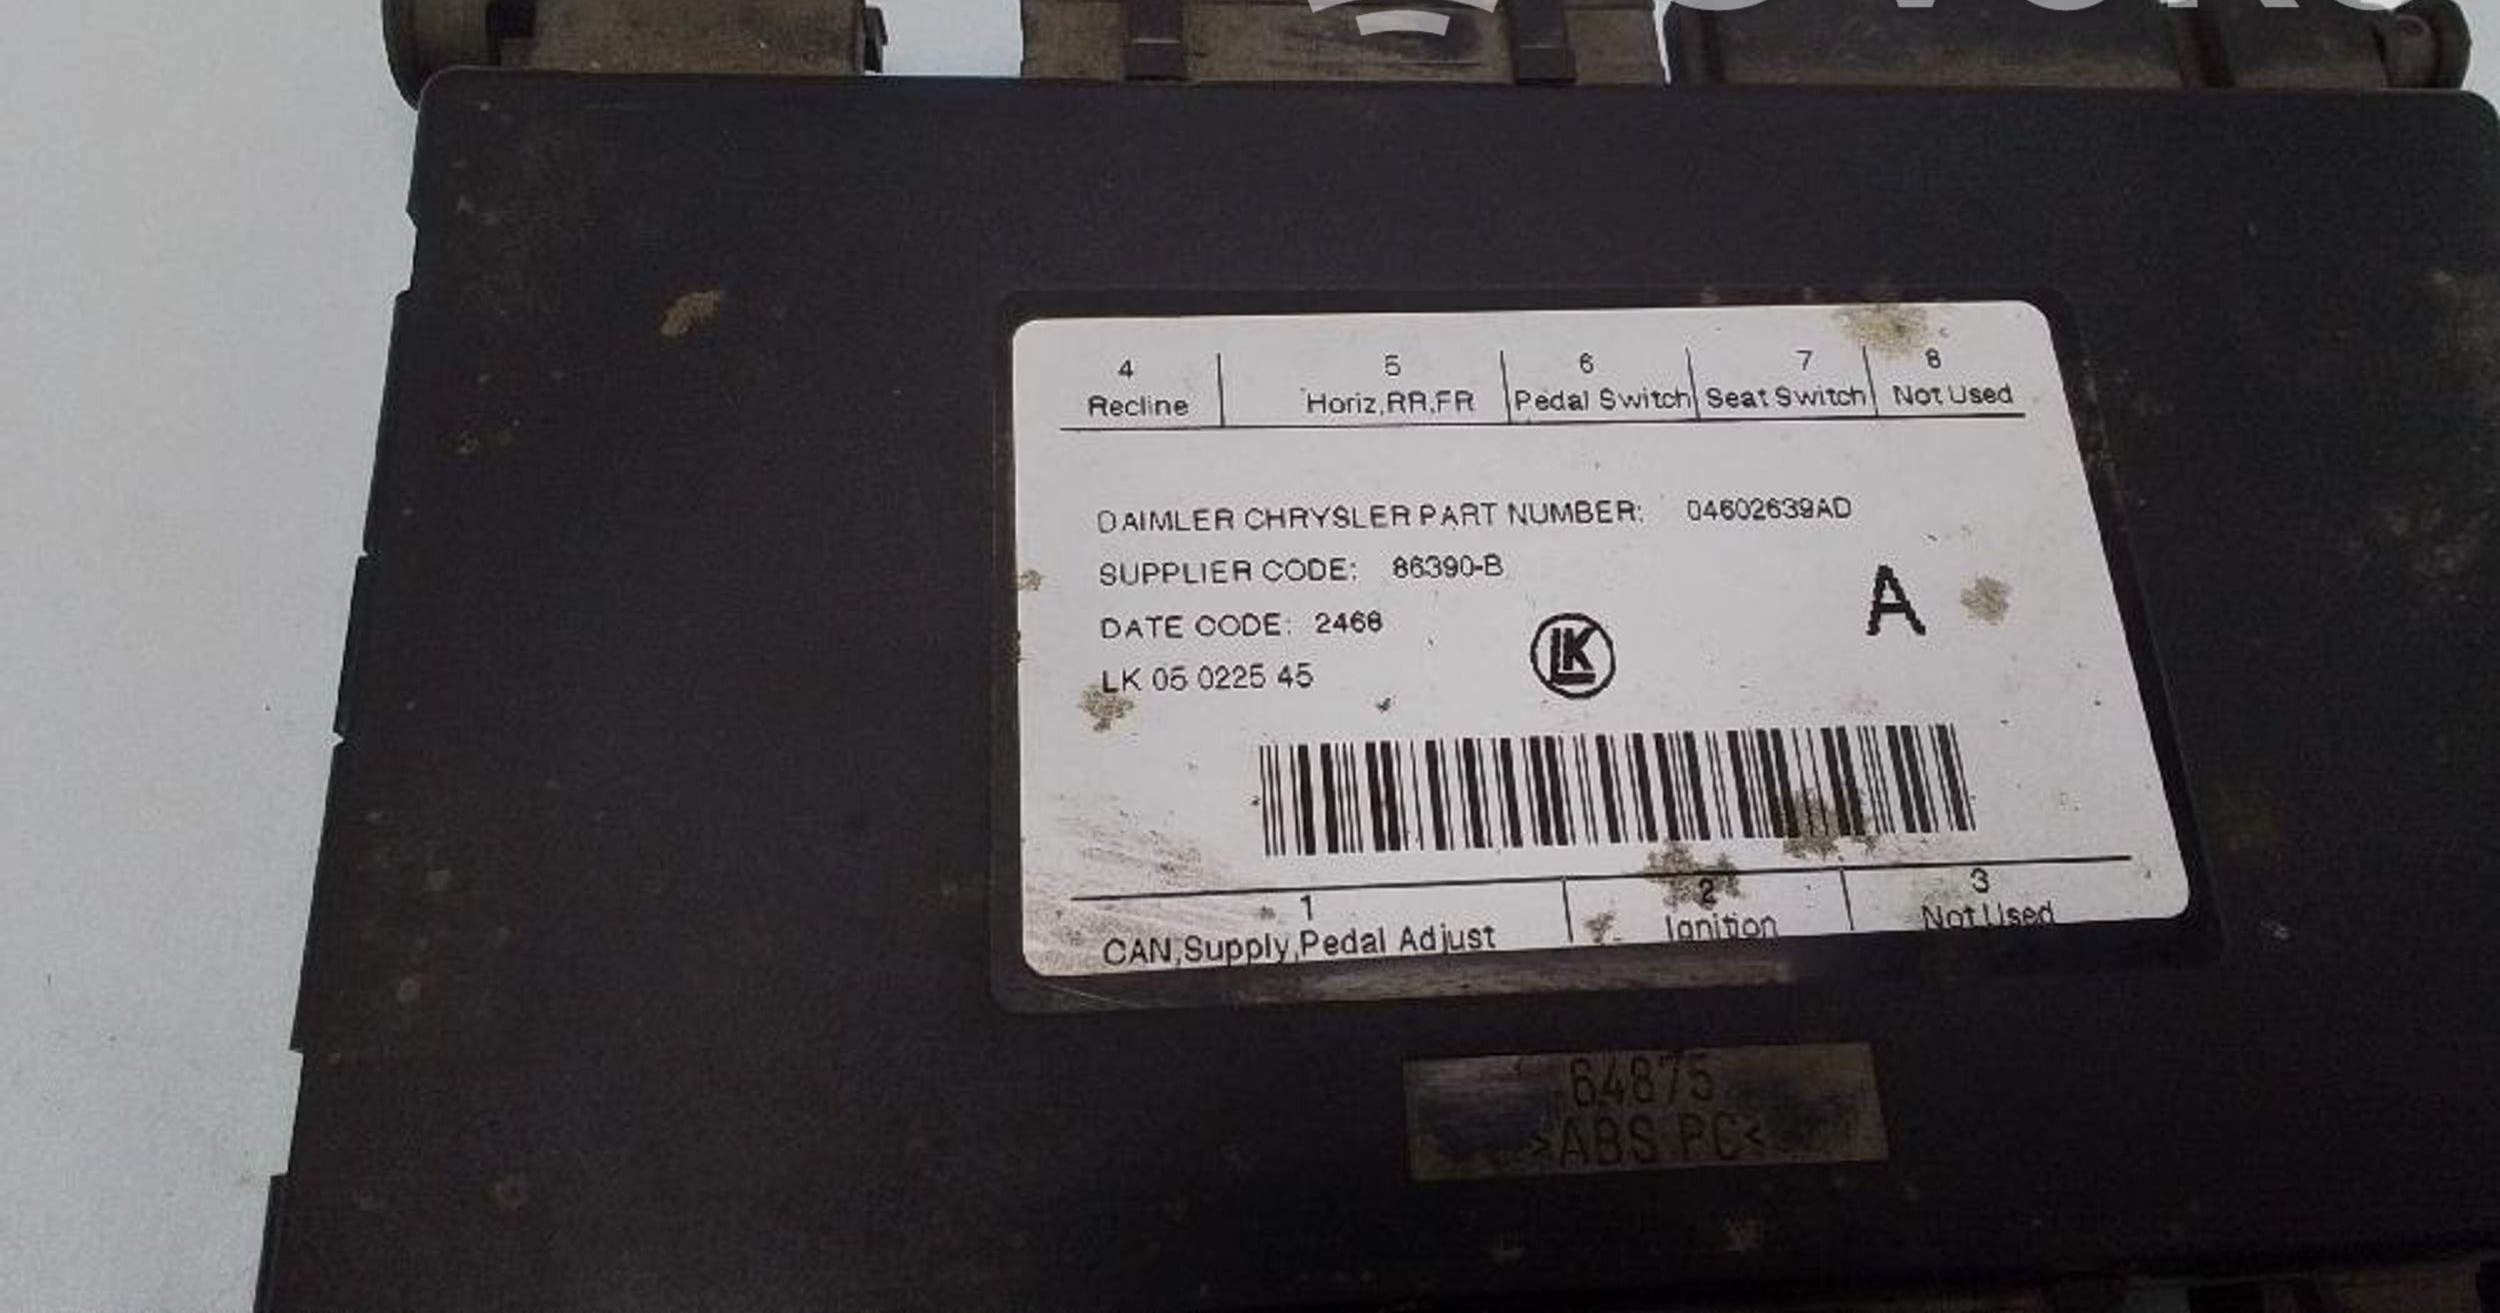 4 5 6 7 8
Recline Horiz,RR,FR Pedal Switch Seat Switch Not Used
DAIMLER CHRYSLER PART NUMBER: 04602639AD
SUPPLIER CODE: 86390-B
DATE CODE: 2468
A
LK 05 0225 45
LK
1 2 3
CAN,Supply,Pedal Adjust Ignition Not Used
64875
>ABS PC<